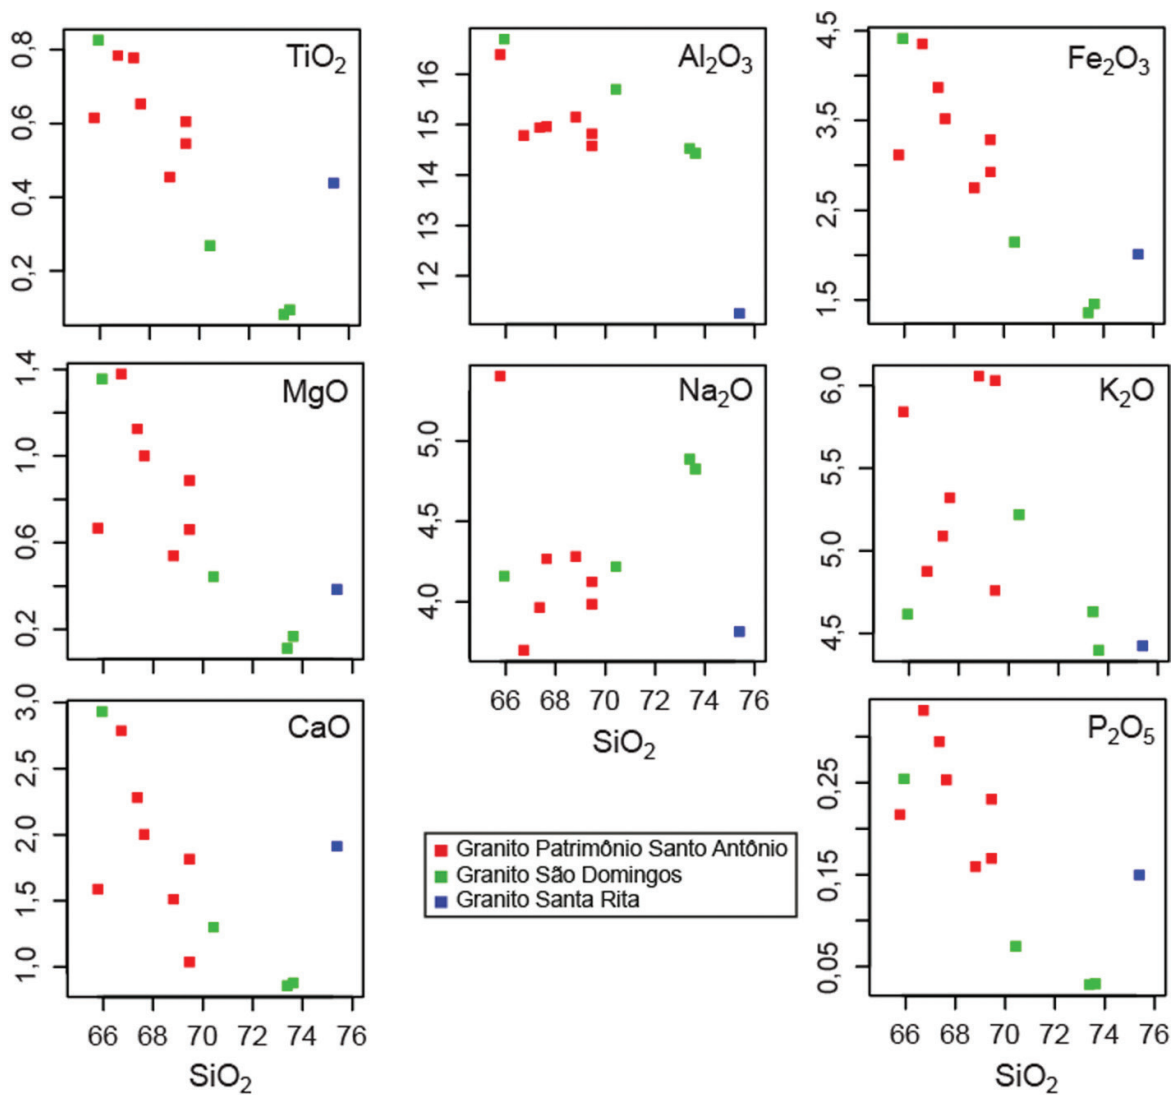 TiO2
0,8
0,6
0,4
0,2
Al2O3
16
15
14
13
12
Fe2O3
4,5
3,5
2,5
1,5
MgO
1,4
1,0
0,6
0,2
Na2O
5,0
4,5
4,0
66 68 70 72 74 76
SiO2
K2O
6,0
5,5
5,0
4,5
CaO
3,0
2,5
2,0
1,5
1,0
66 68 70 72 74 76
SiO2
Granito Patrimônio Santo Antônio
Granito São Domingos
Granito Santa Rita
P2O5
0,25
0,15
0,05
66 68 70 72 74 76
SiO2